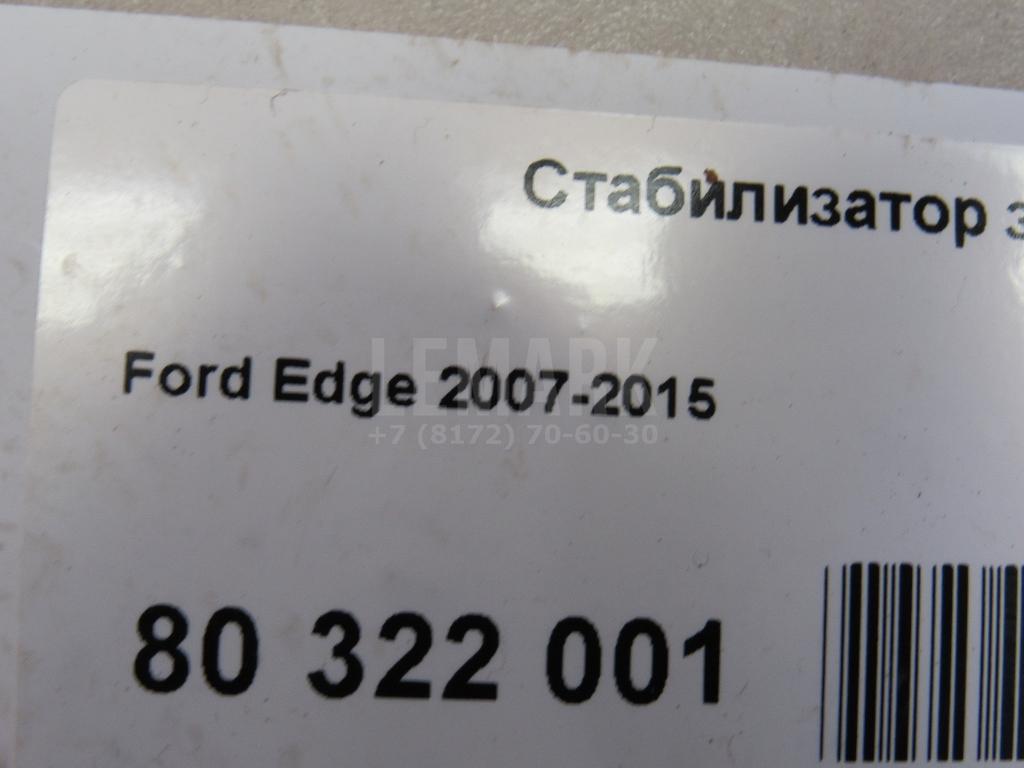 Стабилизатор з
Ford Edge 2007-2015
LEMARK
+7 (8172) 70-60-30
80 322 001